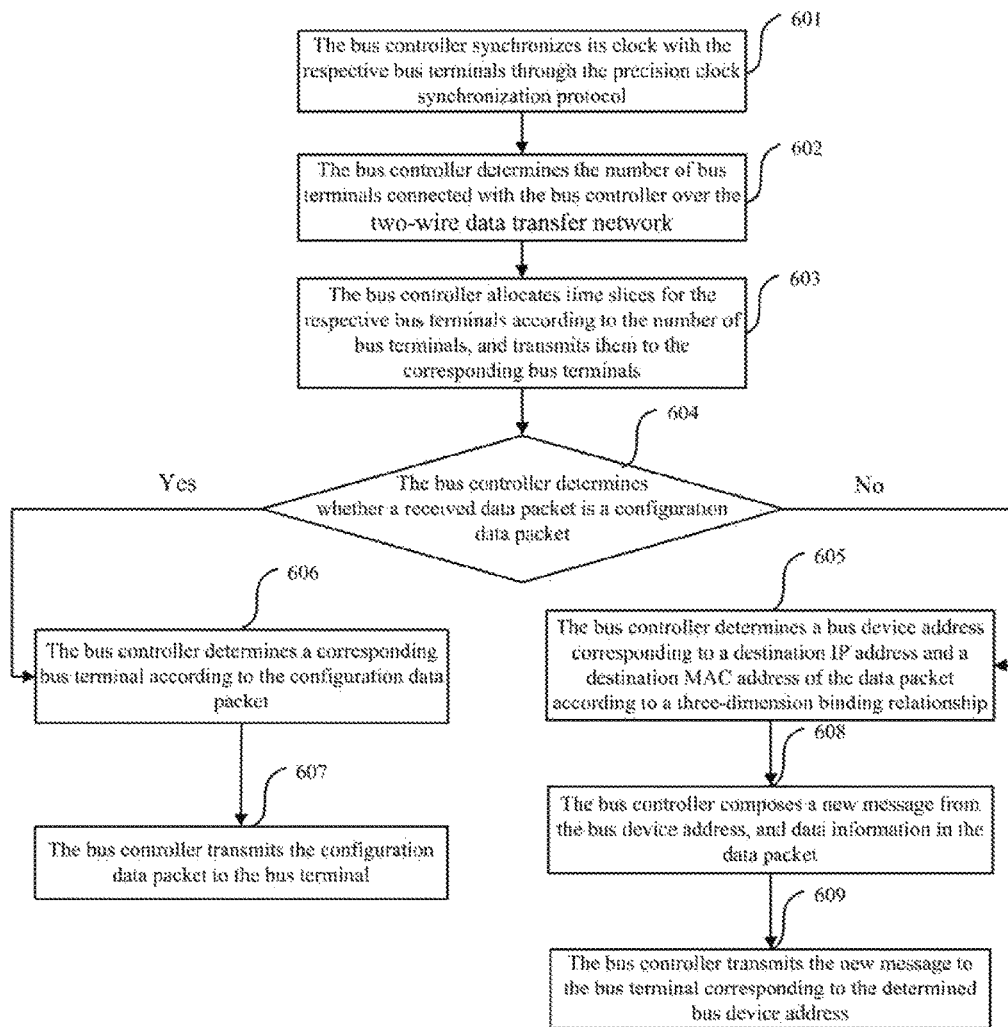 601
The bus controller synchronizes its clock with the
respective bus terminals through the precision clock
synchronization protocol
602
The bus controller determines the number of bus
terminals connected with the bus controller over the
two-wire data transfer network
603
The bus controller allocates time slices for the
respective bus terminals according to the number of
bus terminals, and transmits them to the
corresponding bus terminals
604
Yes
No
The bus controller determines
whether a received data packet is a configuration
data packet
606
The bus controller determines a corresponding
bus terminal according to the configuration data
packet
607
The bus controller transmits the configuration
data packet to the bus terminal
605
The bus controller determines a bus device address
corresponding to a destination IP address and a
destination MAC address of the data packet
according to a three-dimension binding relationship
608
The bus controller composes a new message from
the bus device address, and data information in the
data packet
609
The bus controller transmits the new message to
the bus terminal corresponding to the determined
bus device address